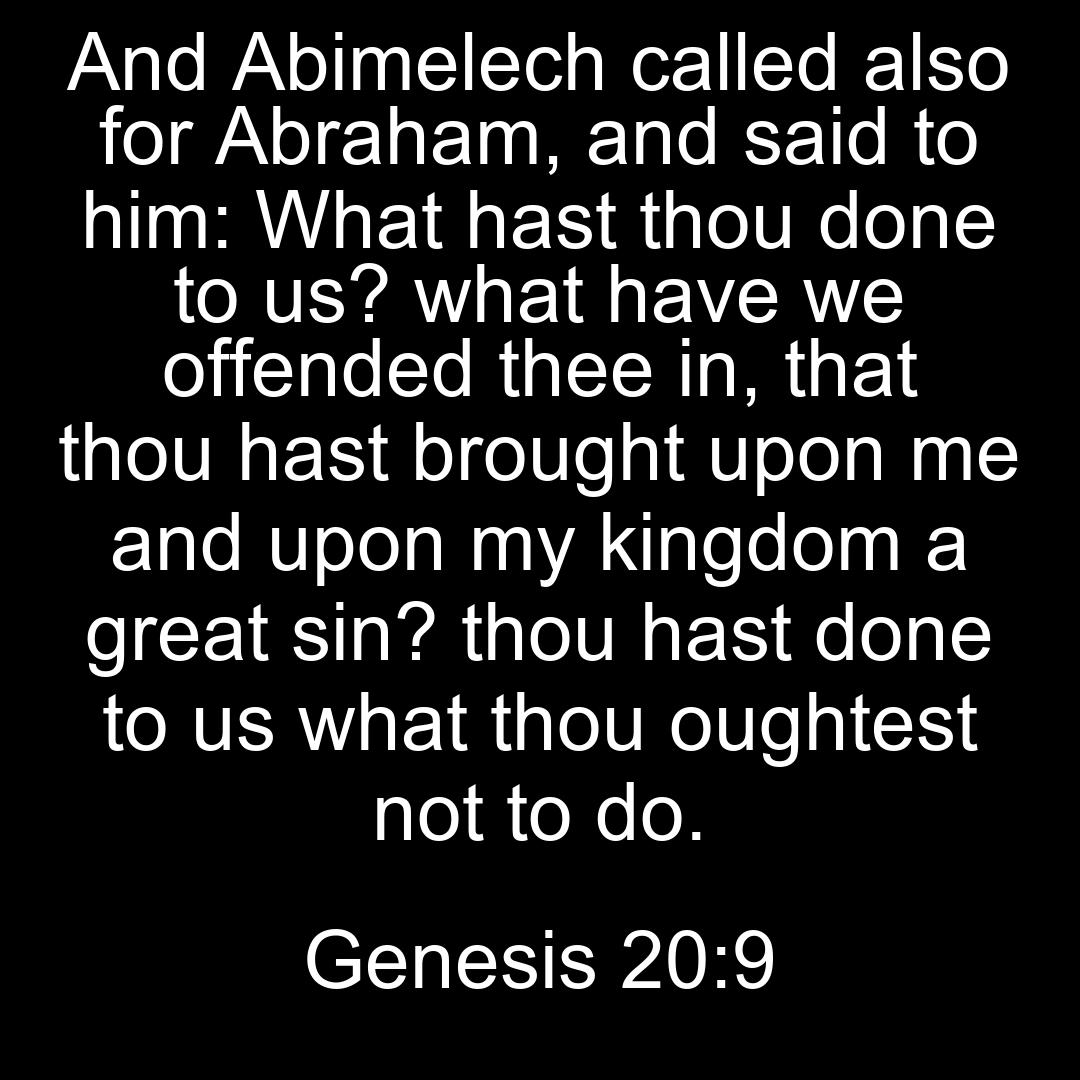 And Abimelech called also
for Abraham, and said to
him: What hast thou done
to us? what have we
offended thee in, that
thou hast brought upon me
and upon my kingdom a
great sin? thou hast done
to us what thou oughtest
not to do.
Genesis 20:9